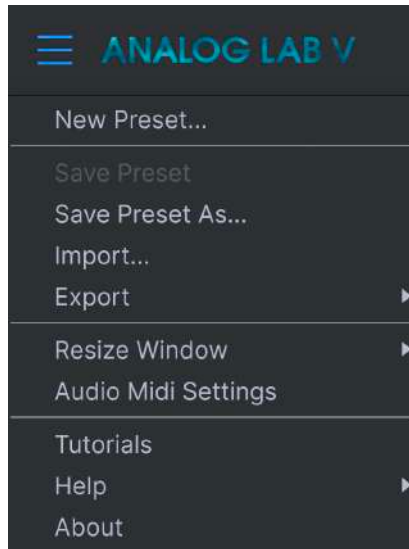 ANALOG LAB V
New Preset...
Save Preset
Save Preset As...
Import...
Export
Resize Window
Audio Midi Settings
Tutorials
Help
About